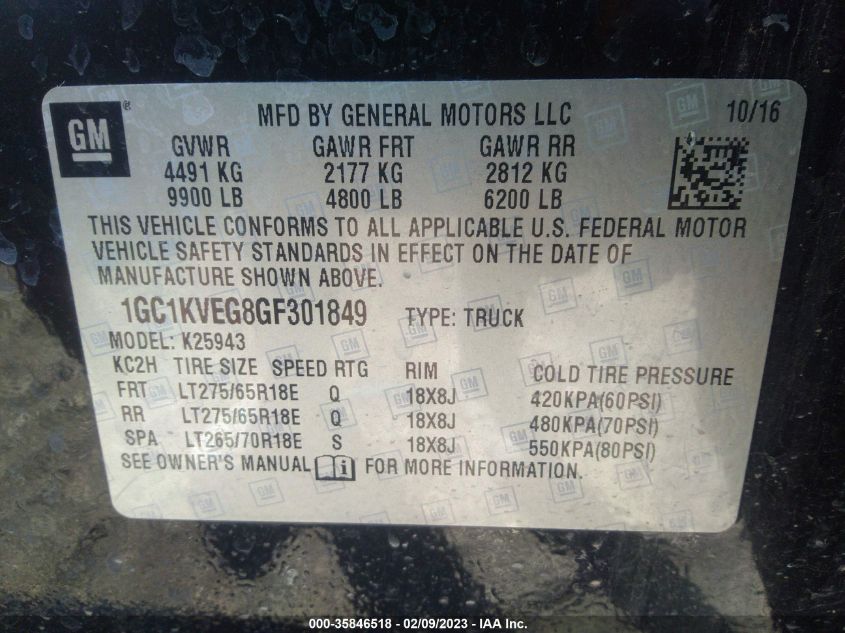 GM ® MFD BY GENERAL MOTORS LLC 10/16
GVWR GAWR FRT GAWR RR
4491 KG 2177 KG 2812 KG
9900 LB 4800 LB 6200 LB
THIS VEHICLE CONFORMS TO ALL APPLICABLE U.S. FEDERAL MOTOR
VEHICLE SAFETY STANDARDS IN EFFECT ON THE DATE OF
MANUFACTURE SHOWN ABOVE.
1GC1KVEG8GF301849 TYPE: TRUCK
MODEL: K25943
KC2H TIRE SIZE SPEED RTG RIM COLD TIRE PRESSURE
FRT LT275/65R18E Q 18X8J 420KPA(60PSI)
RR LT275/65R18E Q 18X8J 480KPA(70PSI)
SPA LT265/70R18E S 18X8J 550KPA(80PSI)
SEE OWNER'S MANUAL i FOR MORE INFORMATION.
000-35846518 - 02/09/2023 - IAA Inc.